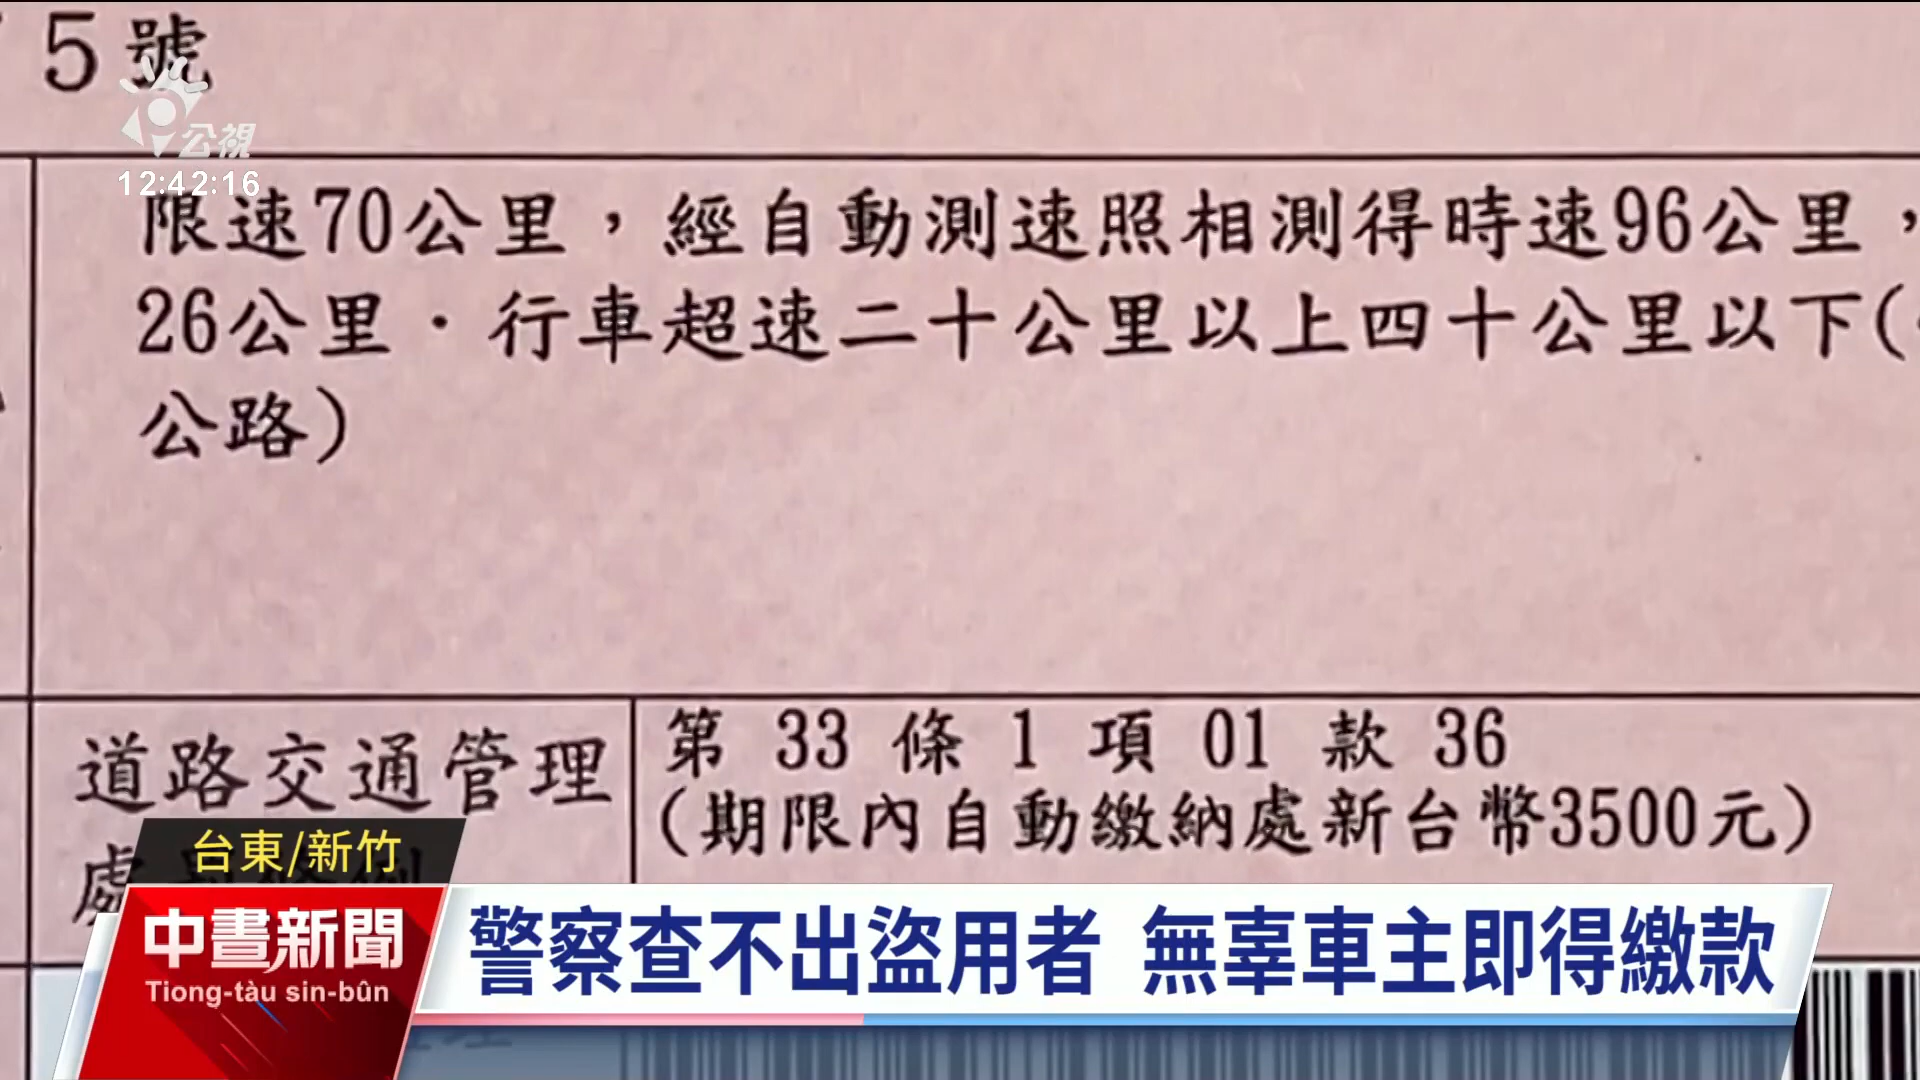 5號
公視
12:42:16
限速70公里，經自動測速照相測得時速96公里，
26公里．行車超速二十公里以上四十公里以下(
公路)
道路交通管理
處
第 33 條 1 項 01 款 36
(期限內自動繳納處新台幣3500元)
台東/新竹
中晝新聞
Tiong-tàu sin-bûn
警察查不出盜用者 無辜車主即得繳款